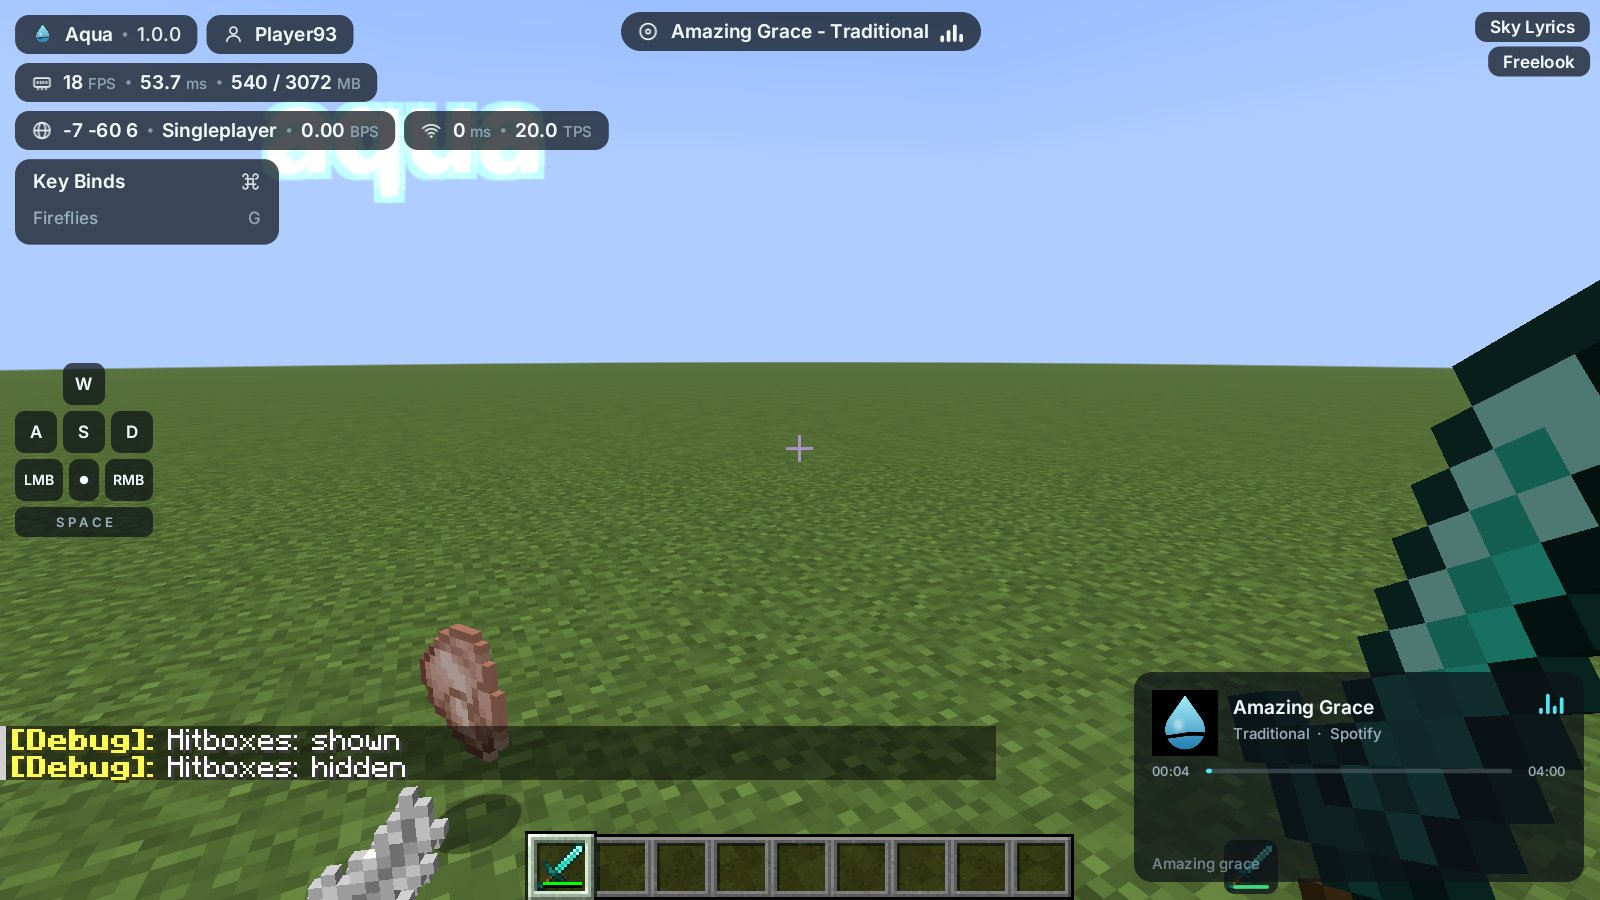 Aqua • 1.0.0
Player93
Amazing Grace - Traditional
Sky Lyrics
Freelook
18 FPS • 53.7 ms • 540 / 3072 MB
aqua
-7 -60 6 • Singleplayer • 0.00 BPS
0 ms • 20.0 TPS
Key Binds
Fireflies G
W
A S D
LMB RMB
SPACE
Amazing Grace
Traditional · Spotify
00:04 04:00
Amazing grace
[Debug]: Hitboxes: shown
[Debug]: Hitboxes: hidden